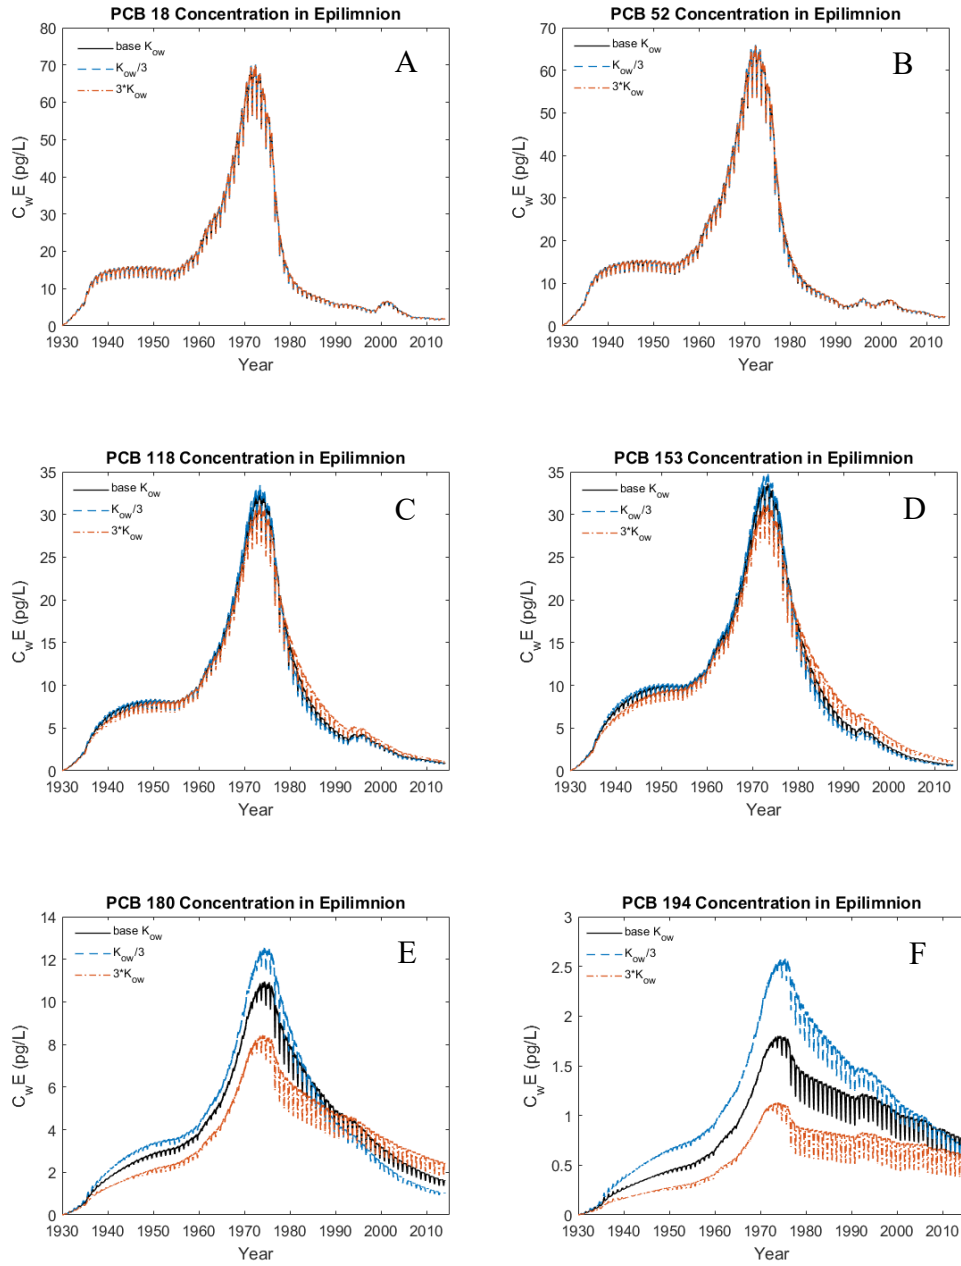 PCB 18 Concentration in Epilimnion
80
70
60
50
40
30
20
10
0
C_wE (pg/L)
base K_ow
K_ow/3
3*K_ow
A
1930 1940 1950 1960 1970 1980 1990 2000 2010
Year
PCB 52 Concentration in Epilimnion
70
60
50
40
30
20
10
0
C_wE (pg/L)
base K_ow
K_ow/3
3*K_ow
B
1930 1940 1950 1960 1970 1980 1990 2000 2010
Year
PCB 118 Concentration in Epilimnion
35
30
25
20
15
10
5
0
C_wE (pg/L)
base K_ow
K_ow/3
3*K_ow
C
1930 1940 1950 1960 1970 1980 1990 2000 2010
Year
PCB 153 Concentration in Epilimnion
35
30
25
20
15
10
5
0
C_wE (pg/L)
base K_ow
K_ow/3
3*K_ow
D
1930 1940 1950 1960 1970 1980 1990 2000 2010
Year
PCB 180 Concentration in Epilimnion
14
12
10
8
6
4
2
0
C_wE (pg/L)
base K_ow
K_ow/3
3*K_ow
E
1930 1940 1950 1960 1970 1980 1990 2000 2010
Year
PCB 194 Concentration in Epilimnion
3
2.5
2
1.5
1
0.5
0
C_wE (pg/L)
base K_ow
K_ow/3
3*K_ow
F
1930 1940 1950 1960 1970 1980 1990 2000 2010
Year